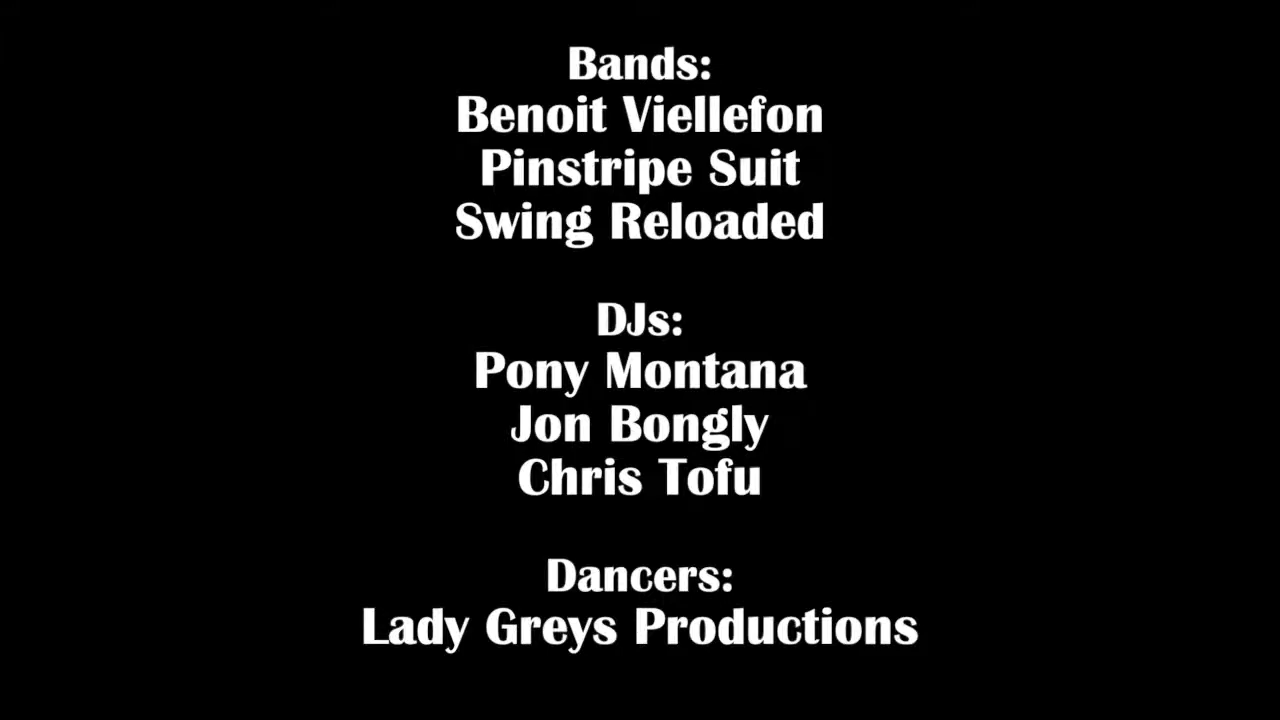 Bands:
Benoit Viellefon
Pinstripe Suit
Swing Reloaded
DJs:
Pony Montana
Jon Bongly
Chris Tofu
Dancers:
Lady Greys Productions